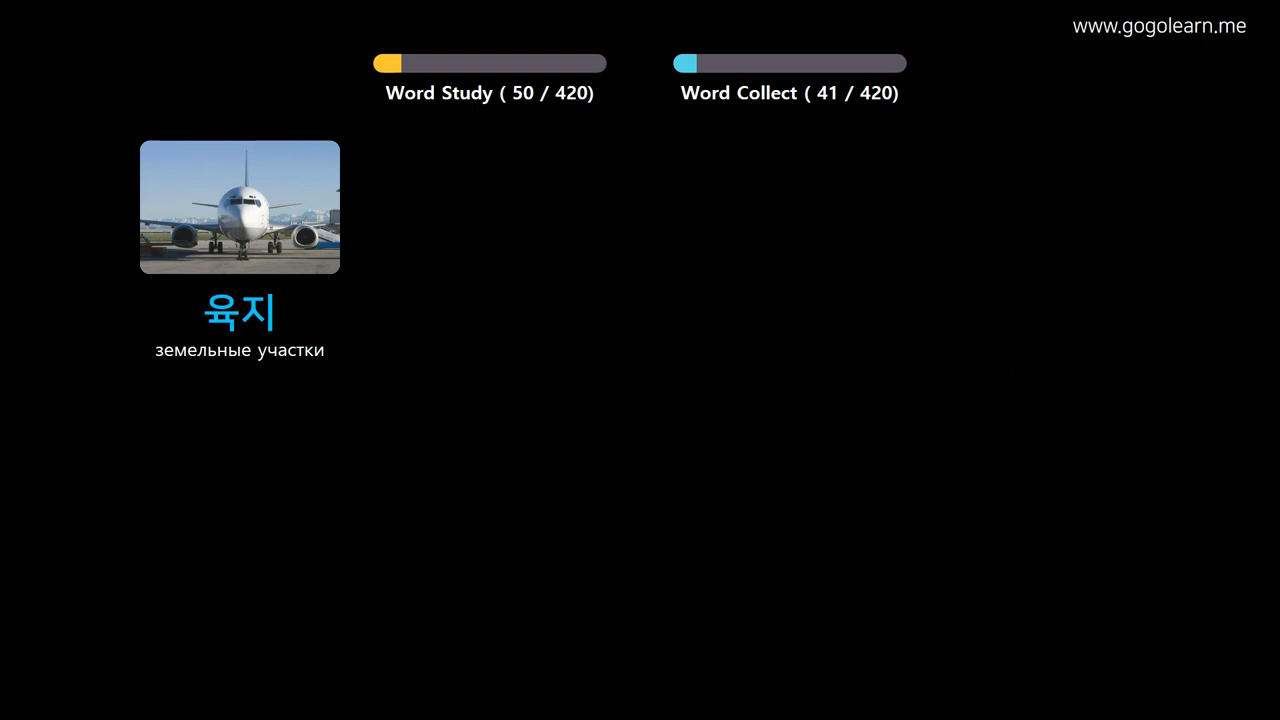 www.gogolearn.me
Word Study ( 50 / 420)
Word Collect ( 41 / 420)
육지
земельные участки